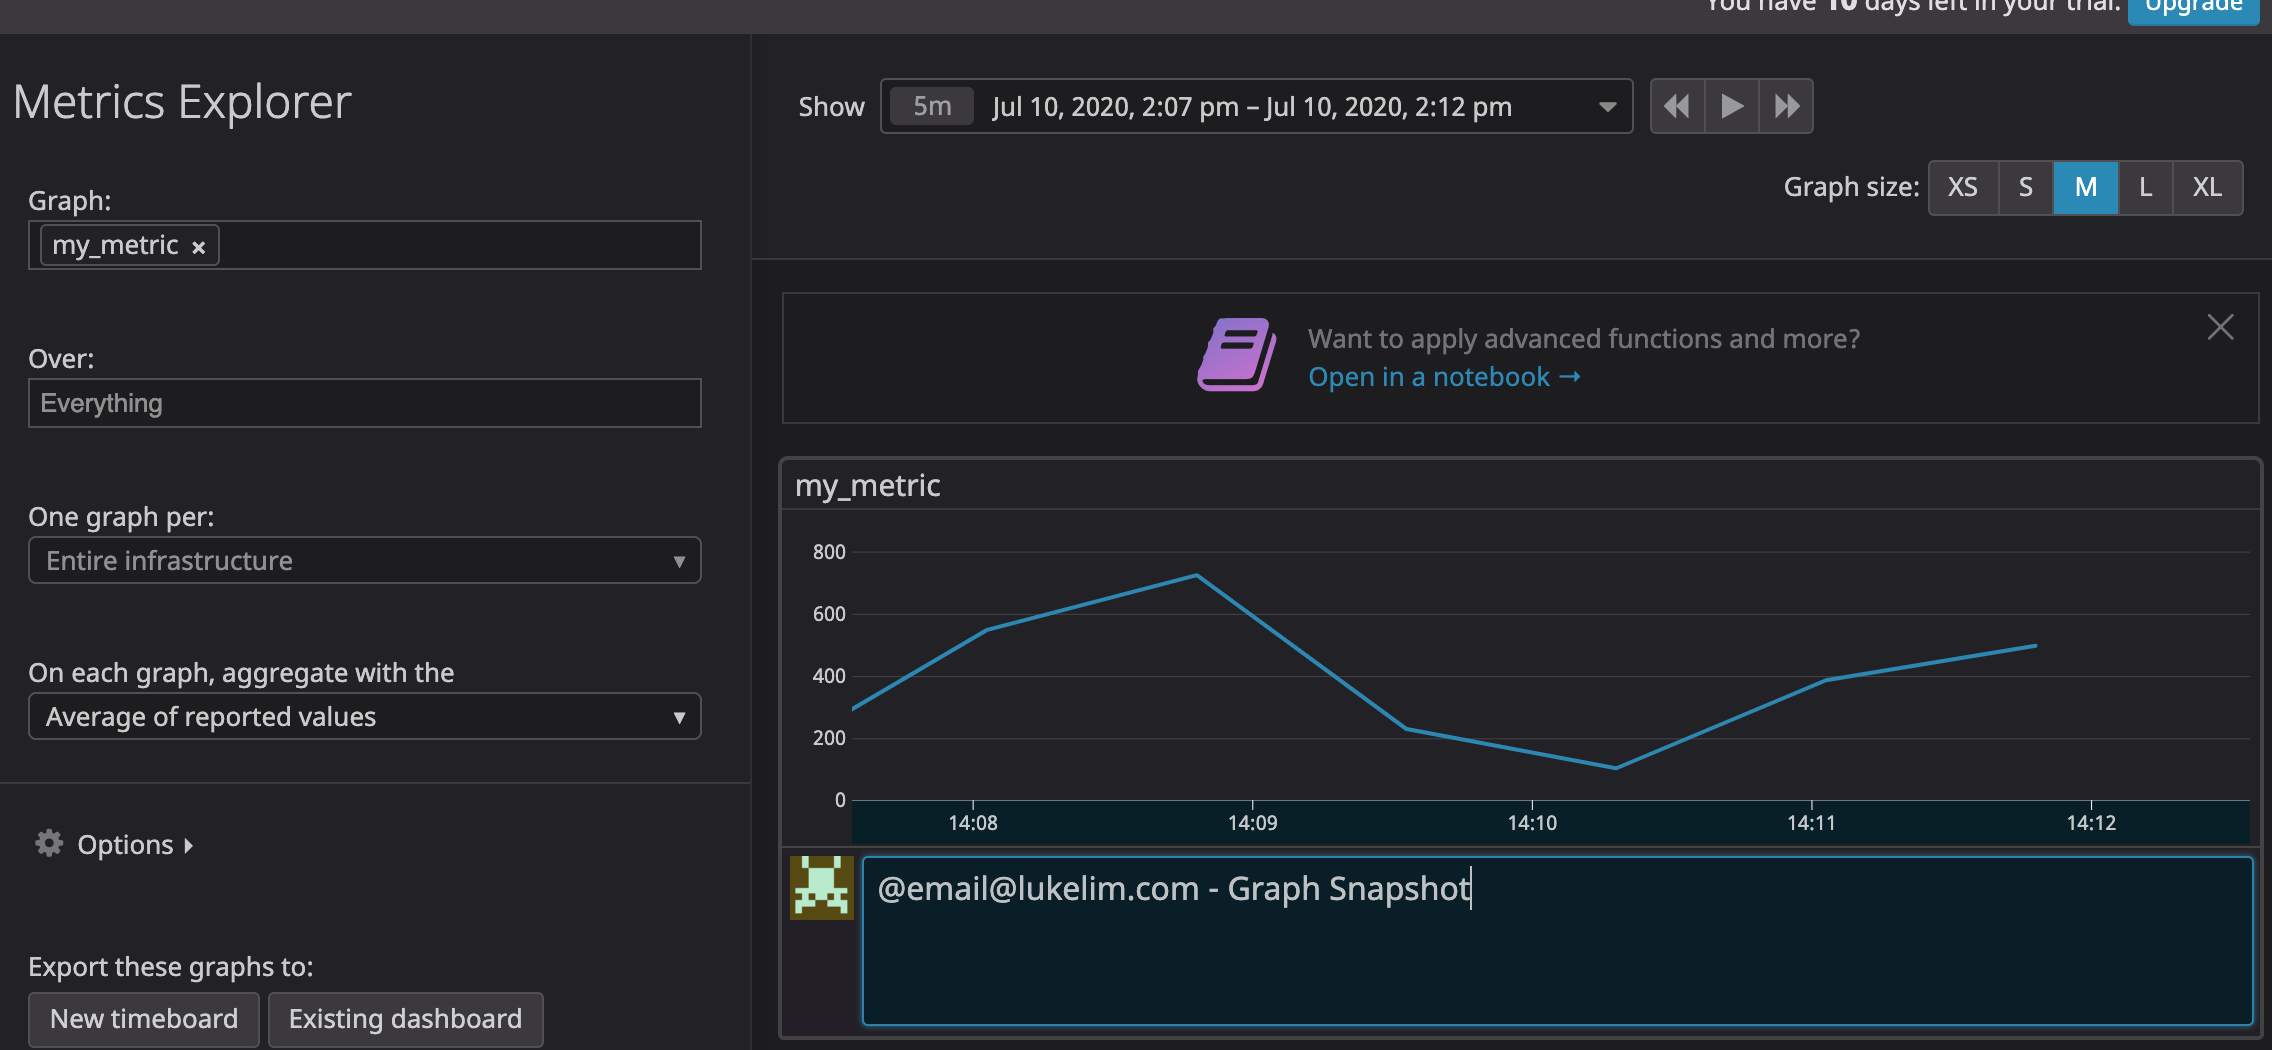 You have 10 days left in your trial.
Upgrade
Metrics Explorer
Graph:
my_metric ×
Over:
Everything
One graph per:
Entire infrastructure
On each graph, aggregate with the
Average of reported values
Options
Export these graphs to:
New timeboard
Existing dashboard
Show 5m Jul 10, 2020, 2:07 pm – Jul 10, 2020, 2:12 pm
Graph size: XS S M L XL
Want to apply advanced functions and more?
Open in a notebook →
my_metric
800
600
400
200
0
14:08 14:09 14:10 14:11 14:12
@email@lukelim.com - Graph Snapshot